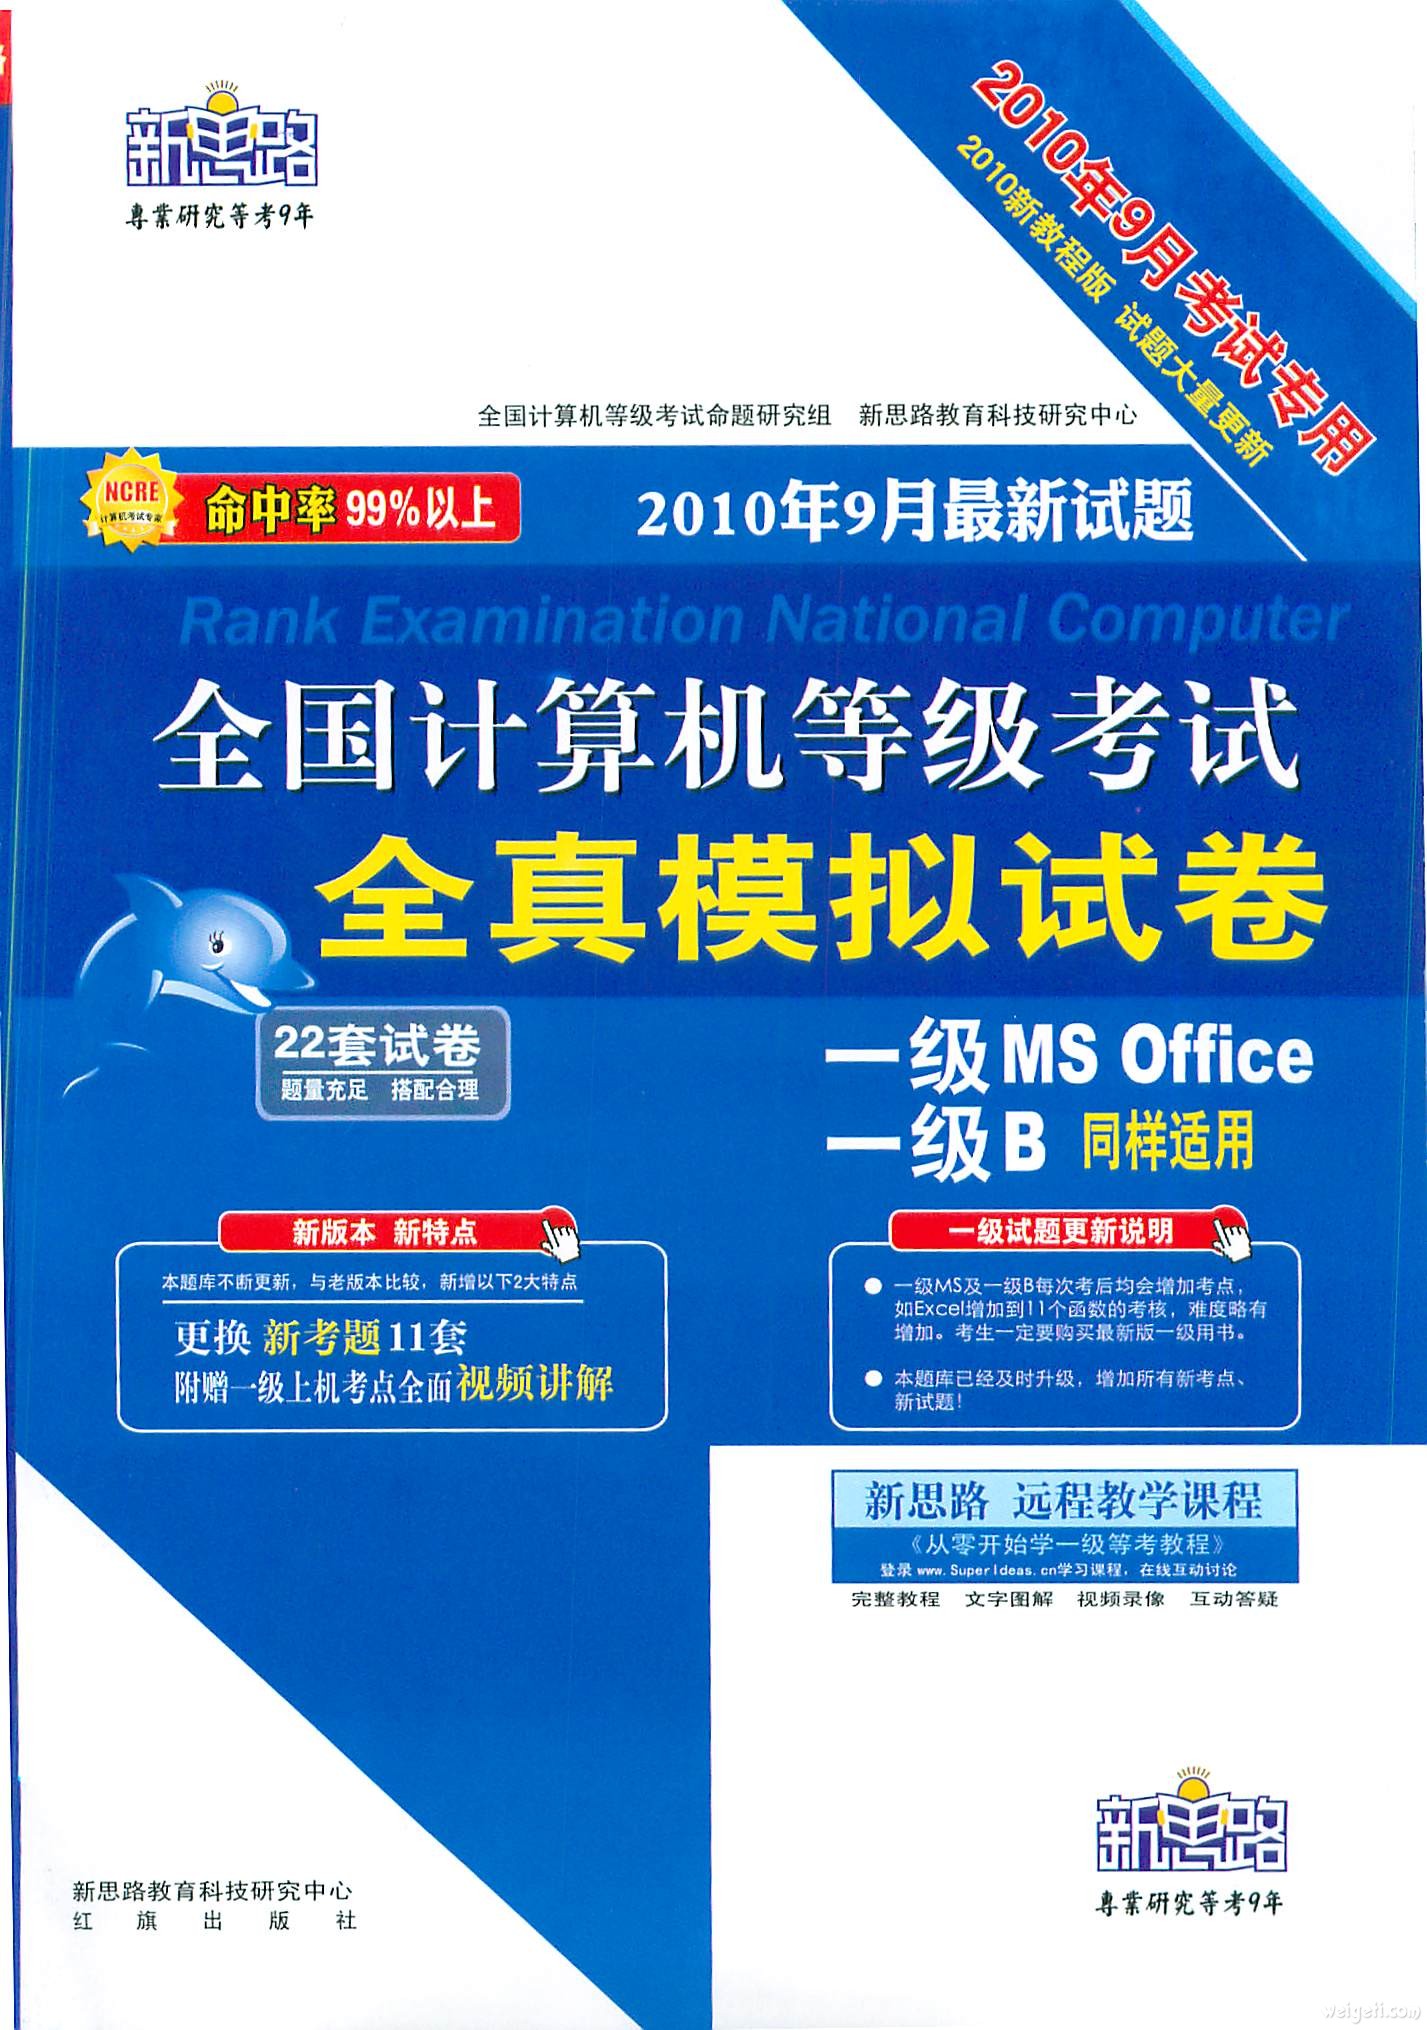 新思路
專業研究等考9年
2010年9月考试专用
2010新教程版 试题大量更新
全国计算机等级考试命题研究组 新思路教育科技研究中心
NCRE
计算机考试专家
命中率99%以上
2010年9月最新试题
Rank Examination National Computer
全国计算机等级考试
全真模拟试卷
22套试卷
题量充足 搭配合理
一级MS Office
一级B 同样适用
新版本 新特点
本题库不断更新，与老版本比较，新增以下2大特点
更换 新考题11套
附赠一级上机考点全面视频讲解
一级试题更新说明
● 一级MS及一级B每次考后均会增加考点，
如Excel增加到11个函数的考核，难度略有
增加。考生一定要购买最新版一级用书。
● 本题库已经及时升级，增加所有新考点、
新试题！
新思路 远程教学课程
《从零开始学一级等考教程》
登录www.SuperIdeas.cn学习课程，在线互动讨论
完整教程 文字图解 视频录像 互动答疑
新思路
專業研究等考9年
新思路教育科技研究中心
红旗出版社
weigeti.com